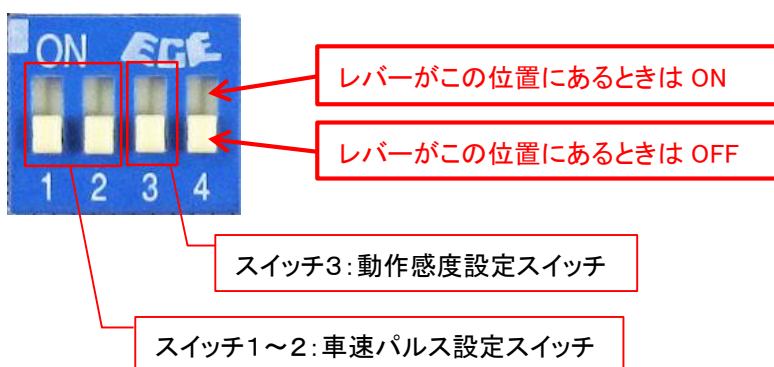 ON ECE
レバーがこの位置にあるときは ON
レバーがこの位置にあるときは OFF
1 2 3 4
スイッチ3:動作感度設定スイッチ
スイッチ1~2:車速パルス設定スイッチ